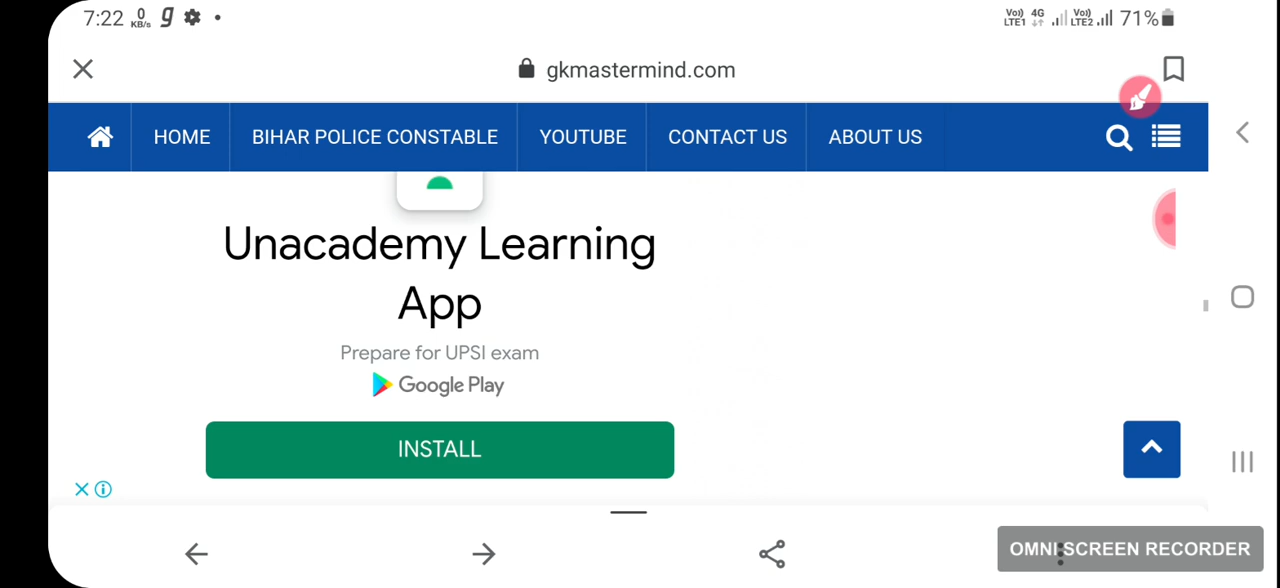 7:22 0 KB/s g
Vo)) LTE1 4G Vo)) LTE2 71%
gkmastermind.com
HOME BIHAR POLICE CONSTABLE YOUTUBE CONTACT US ABOUT US
Unacademy Learning
App
Prepare for UPSI exam
Google Play
INSTALL
OMNI SCREEN RECORDER